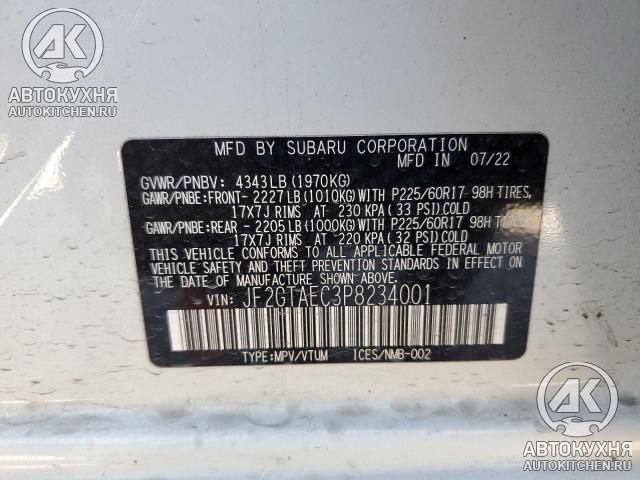 AK
АВТОКУХНЯ
AUTOKITCHEN.RU
MFD BY SUBARU CORPORATION
MFD IN 07/22
GVWR/PNBV: 4343LB (1970KG)
GAWR/PNBE:FRONT- 2227LB (1010KG)WITH P225/60R17 98H TIRES,
17X7J RIMS AT 230 KPA (33 PSI)COLD
GAWR/PNBE:REAR - 2205LB (1000KG)WITH P225/60R17 98H TIRES,
17X7J RIMS AT 220 KPA (32 PSI)COLD
THIS VEHICLE CONFORMS TO ALL APPLICABLE FEDERAL MOTOR
VEHICLE SAFETY AND THEFT PREVENTION STANDARDS IN EFFECT ON
THE DATE OF MANUFACTURE SHOWN ABOVE.
VIN: JF2GTAEC3P8234001
TYPE:MPV/VTUM ICES/NMB-002
AK
АВТОКУХНЯ
AUTOKITCHEN.RU